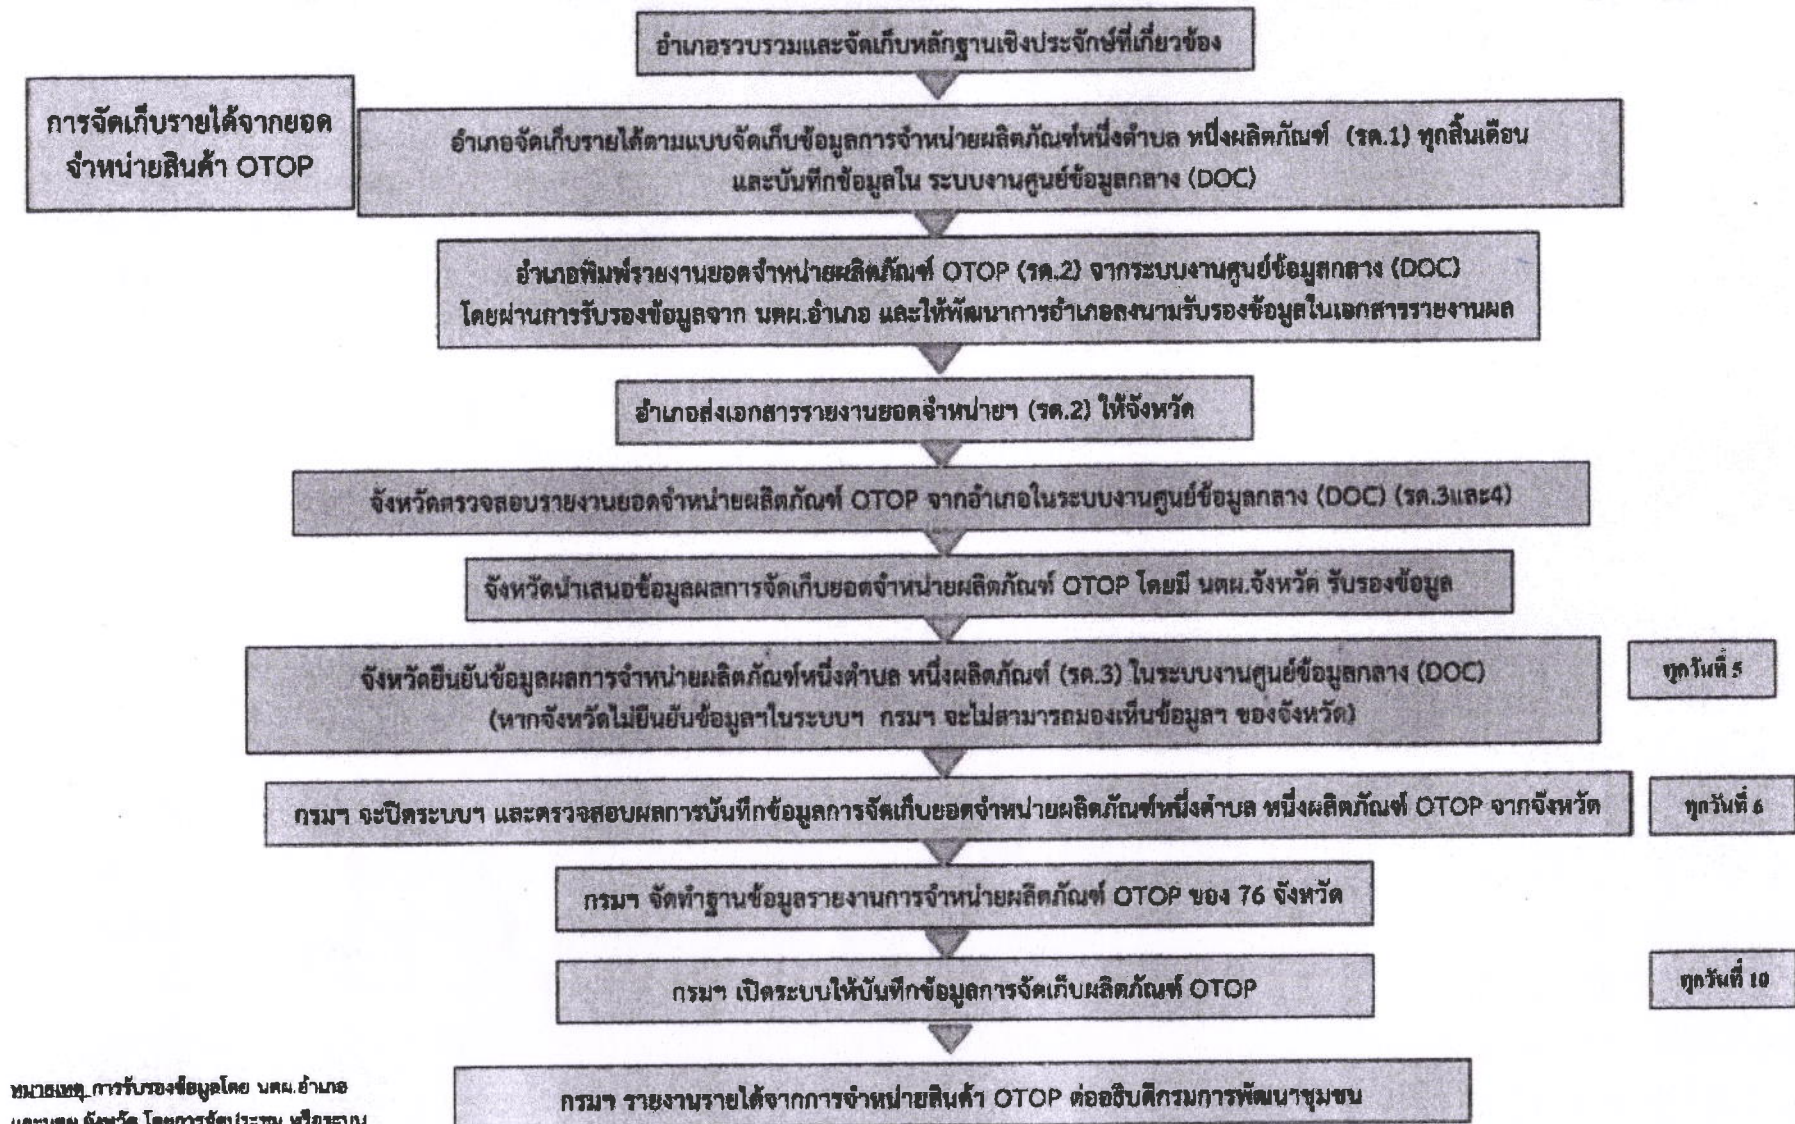 อำเภอรวบรวมและจัดเก็บหลักฐานเชิงประจักษ์ที่เกี่ยวข้อง
การจัดเก็บรายได้จากยอด
จำหน่ายสินค้า OTOP
อำเภอจัดเก็บรายได้ตามแบบจัดเก็บข้อมูลการจำหน่ายผลิตภัณฑ์หนึ่งตำบล หนึ่งผลิตภัณฑ์ (รด.1) ทุกสิ้นเดือน
และบันทึกข้อมูลใน ระบบงานศูนย์ข้อมูลกลาง (DOC)
อำเภอพิมพ์รายงานยอดจำหน่ายผลิตภัณฑ์ OTOP (รด.2) จากระบบงานศูนย์ข้อมูลกลาง (DOC)
โดยผ่านการรับรองข้อมูลจาก นตผ.อำเภอ และให้พัฒนาการอำเภอลงนามรับรองข้อมูลในเอกสารรายงานผล
อำเภอส่งเอกสารรายงานยอดจำหน่ายฯ (รด.2) ให้จังหวัด
จังหวัดตรวจสอบรายงานยอดจำหน่ายผลิตภัณฑ์ OTOP จากอำเภอในระบบงานศูนย์ข้อมูลกลาง (DOC) (รด.3และ4)
จังหวัดนำเสนอข้อมูลผลการจัดเก็บยอดจำหน่ายผลิตภัณฑ์ OTOP โดยมี นตผ.จังหวัด รับรองข้อมูล
จังหวัดยืนยันข้อมูลผลการจำหน่ายผลิตภัณฑ์หนึ่งตำบล หนึ่งผลิตภัณฑ์ (รด.3) ในระบบงานศูนย์ข้อมูลกลาง (DOC)
(หากจังหวัดไม่ยืนยันข้อมูลฯในระบบฯ กรมฯ จะไม่สามารถมองเห็นข้อมูลฯ ของจังหวัด)
ทุกวันที่ 5
กรมฯ จะปิดระบบฯ และตรวจสอบผลการบันทึกข้อมูลการจัดเก็บยอดจำหน่ายผลิตภัณฑ์หนึ่งตำบล หนึ่งผลิตภัณฑ์ OTOP จากจังหวัด
ทุกวันที่ 6
กรมฯ จัดทำฐานข้อมูลรายงานการจำหน่ายผลิตภัณฑ์ OTOP ของ 76 จังหวัด
กรมฯ เปิดระบบให้บันทึกข้อมูลการจัดเก็บผลิตภัณฑ์ OTOP
ทุกวันที่ 10
กรมฯ รายงานรายได้จากการจำหน่ายสินค้า OTOP ต่ออธิบดีกรมการพัฒนาชุมชน
หมายเหตุ การรับรองข้อมูลโดย นตผ.อำเภอ
และนตผ.จังหวัด โดยการจัดประชุม หรือระบบ